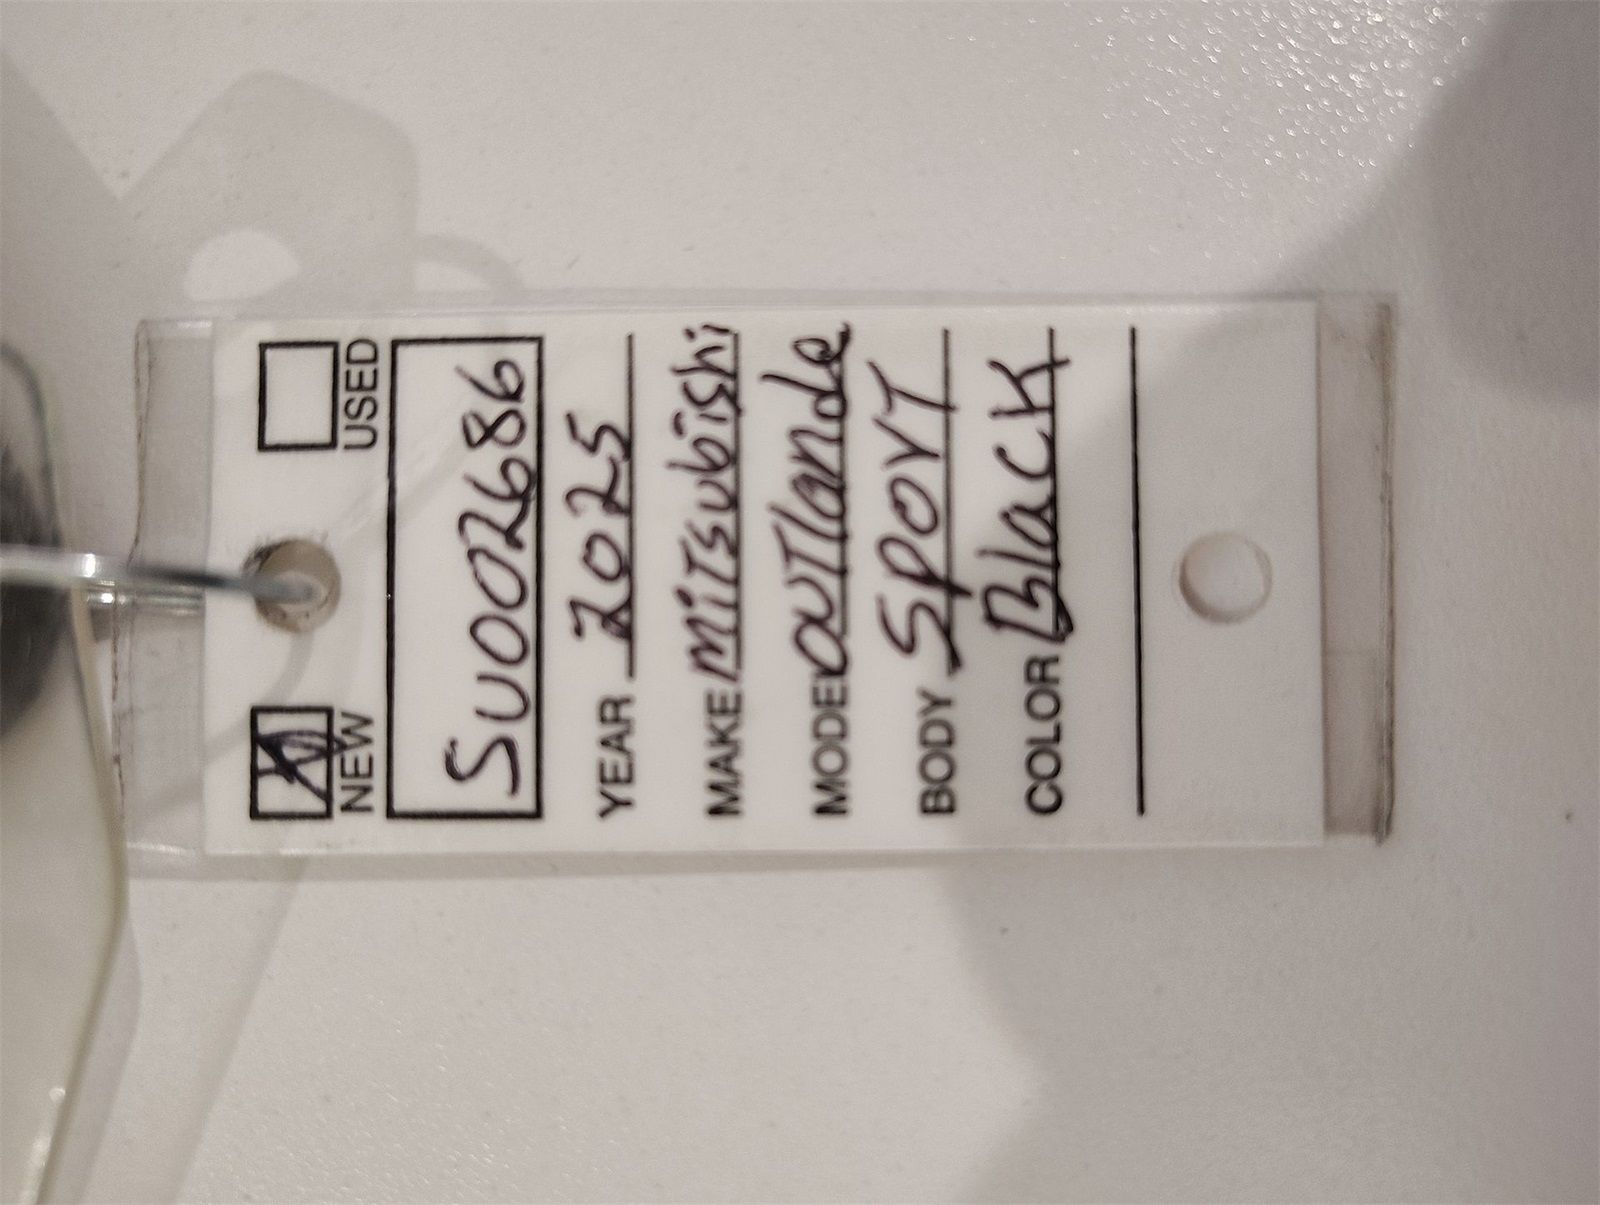 NEW USED
SU002686
YEAR 2025
MAKE MiTsubishi
MODEL ouTlande
BODY SPorT
COLOR Black